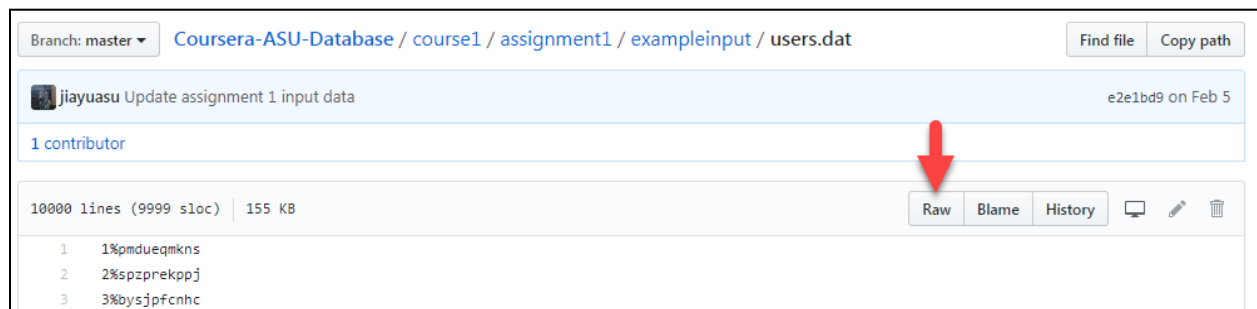 Branch: master Coursera-ASU-Database / course1 / assignment1 / exampleinput / users.dat Find file Copy path
jiayuasu Update assignment 1 input data e2e1bd9 on Feb 5
1 contributor
10000 lines (9999 sloc) 155 KB Raw Blame History
1 1%pmdueqmkns
2 2%spzprekppj
3 3%bysjpfcnhc